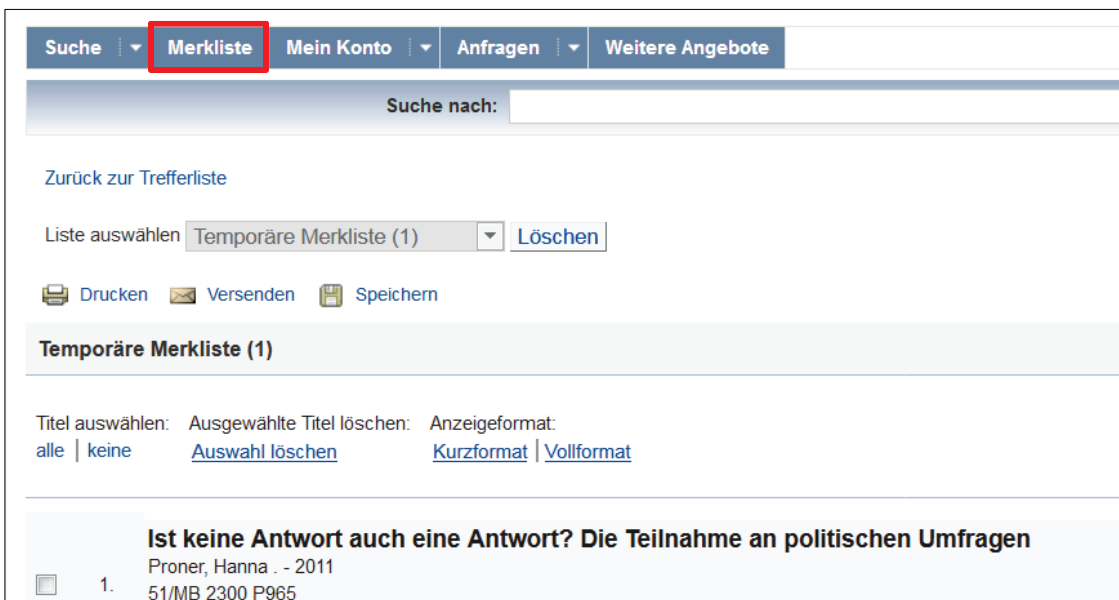 Suche Merkliste Mein Konto Anfragen Weitere Angebote
Suche nach:
Zurück zur Trefferliste
Liste auswählen Temporäre Merkliste (1) Löschen
Drucken Versenden Speichern
Temporäre Merkliste (1)
Titel auswählen: Ausgewählte Titel löschen: Anzeigeformat:
alle | keine Auswahl löschen Kurzformat | Vollformat
Ist keine Antwort auch eine Antwort? Die Teilnahme an politischen Umfragen
Proner, Hanna . - 2011
1.
51/MB 2300 P965